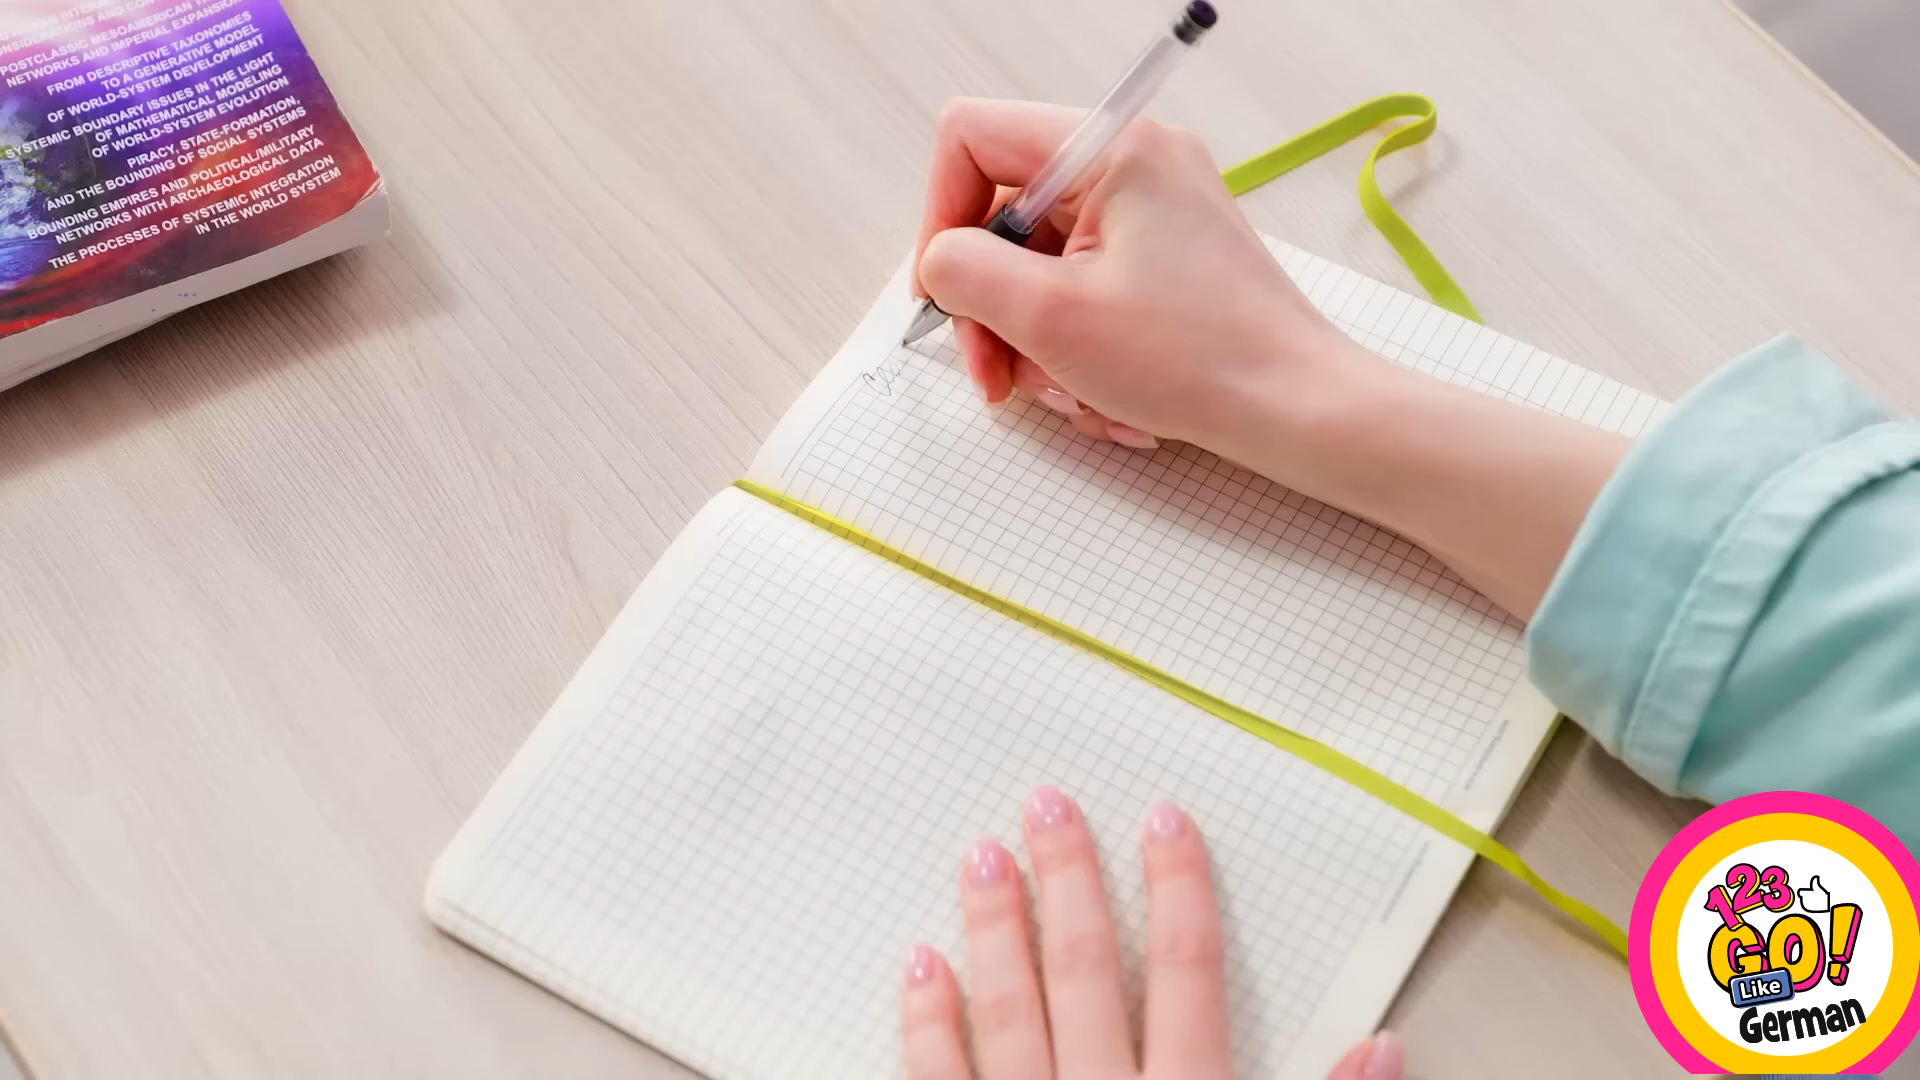 POSTCLASSIC MESOAMERICAN
NETWORKS AND IMPERIAL EXPANSION
FROM DESCRIPTIVE TAXONOMIES
TO A GENERATIVE MODEL
OF WORLD-SYSTEM DEVELOPMENT
SYSTEMIC BOUNDARY ISSUES IN THE LIGHT
OF MATHEMATICAL MODELING
OF WORLD-SYSTEM EVOLUTION
PIRACY, STATE-FORMATION,
AND THE BOUNDING OF SOCIAL SYSTEMS
BOUNDING EMPIRES AND POLITICAL/MILITARY
NETWORKS WITH ARCHAEOLOGICAL DATA
THE PROCESSES OF SYSTEMIC INTEGRATION
IN THE WORLD SYSTEM
123
GO!
Like
German